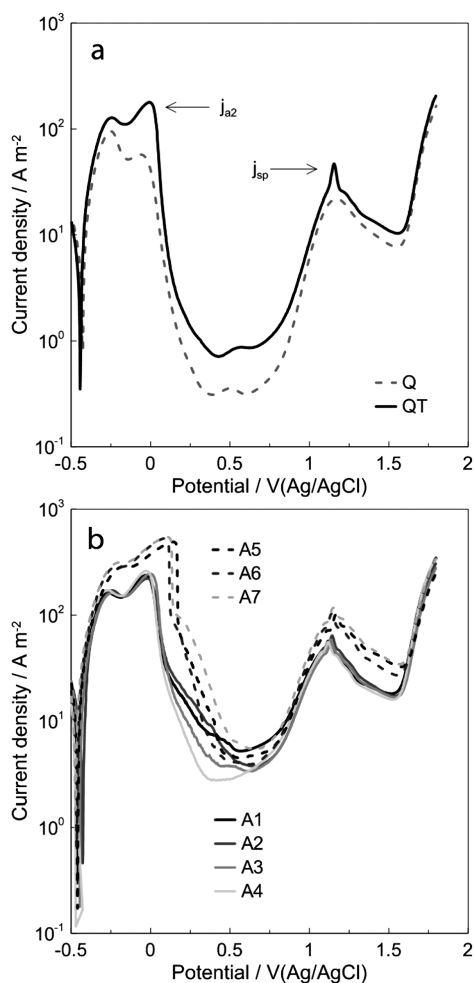 a
10³
10²
10¹
10⁰
10⁻¹
Current density / A m⁻²
j_a2
j_sp
Q
QT
-0.5 0 0.5 1 1.5 2
Potential / V(Ag/AgCl)
b
10³
10²
10¹
10⁰
10⁻¹
Current density / A m⁻²
A5
A6
A7
A1
A2
A3
A4
-0.5 0 0.5 1 1.5 2
Potential / V(Ag/AgCl)